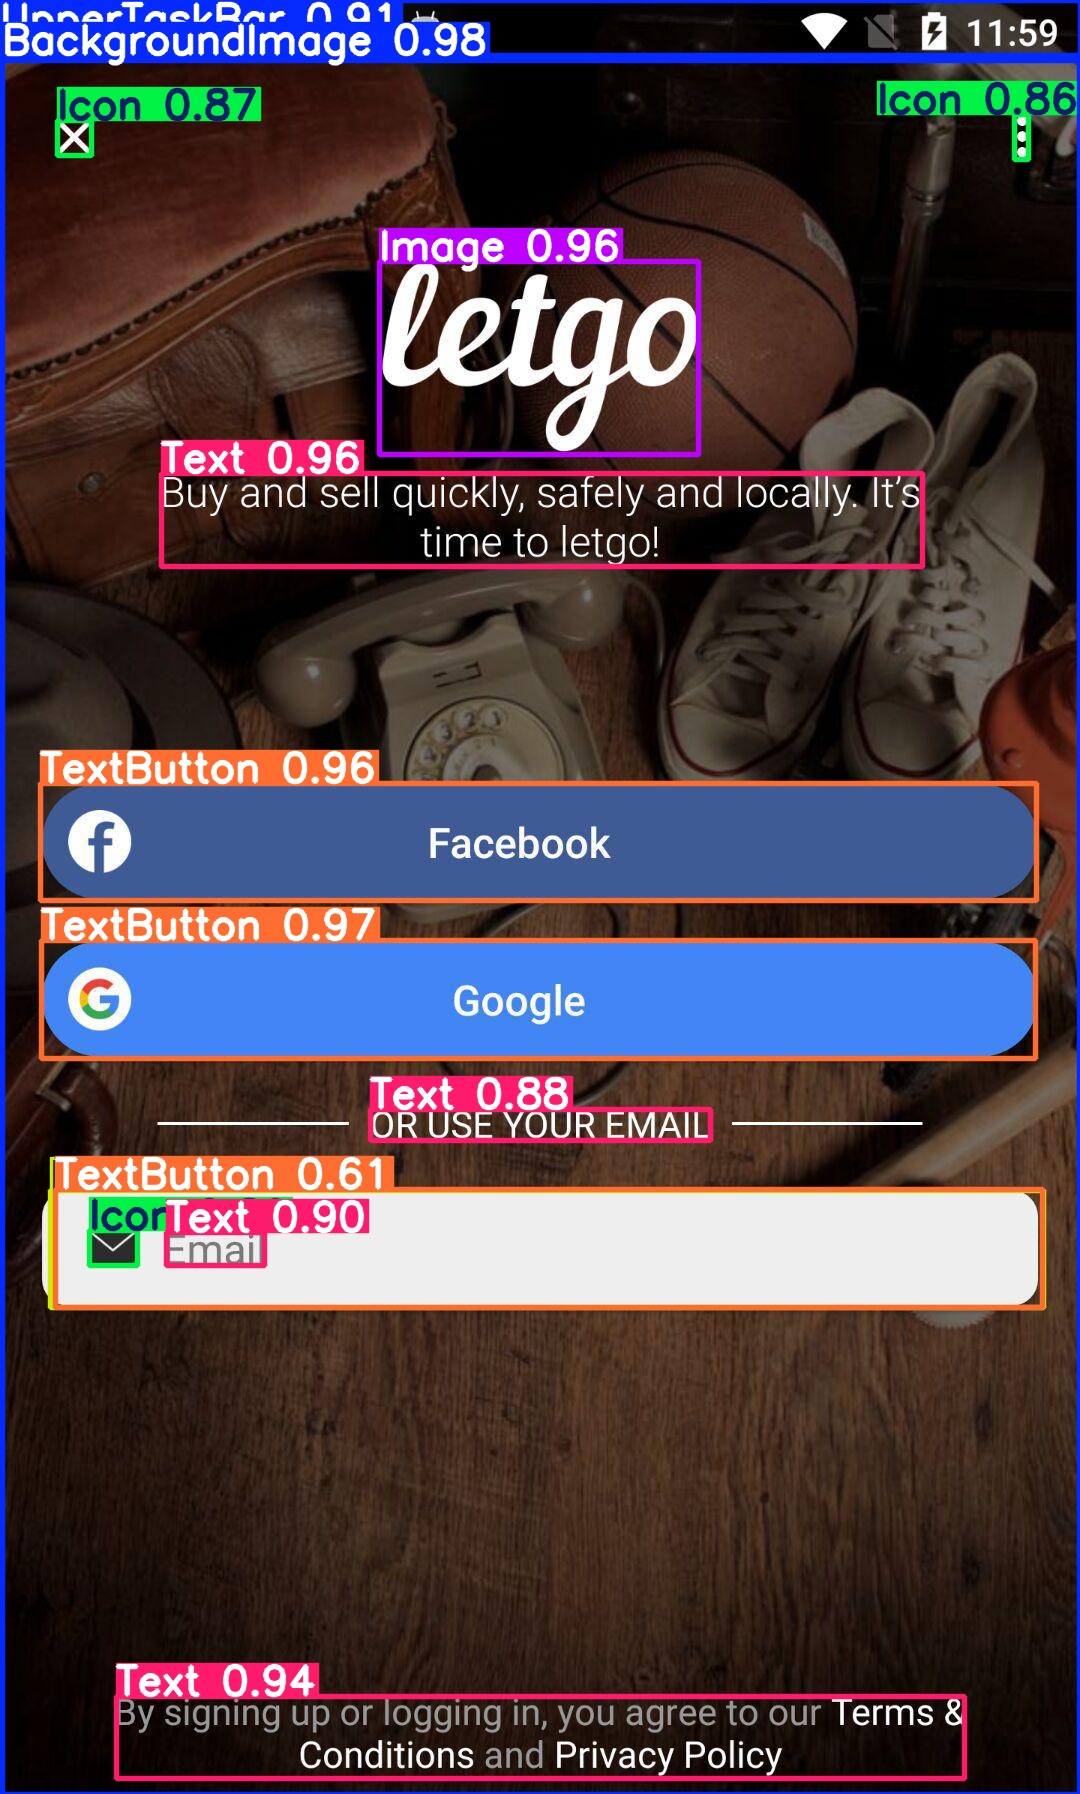 UpperTaskBar 0.91
BackgroundImage 0.98
11:59
Icon 0.87
Icon 0.86
Image 0.96
letgo
Text 0.96
Buy and sell quickly, safely and locally. It's
time to letgo!
TextButton 0.96
Facebook
TextButton 0.97
Google
Text 0.88
OR USE YOUR EMAIL
TextButton 0.61
Icon
Text 0.90
Email
Text 0.94
By signing up or logging in, you agree to our Terms &
Conditions and Privacy Policy